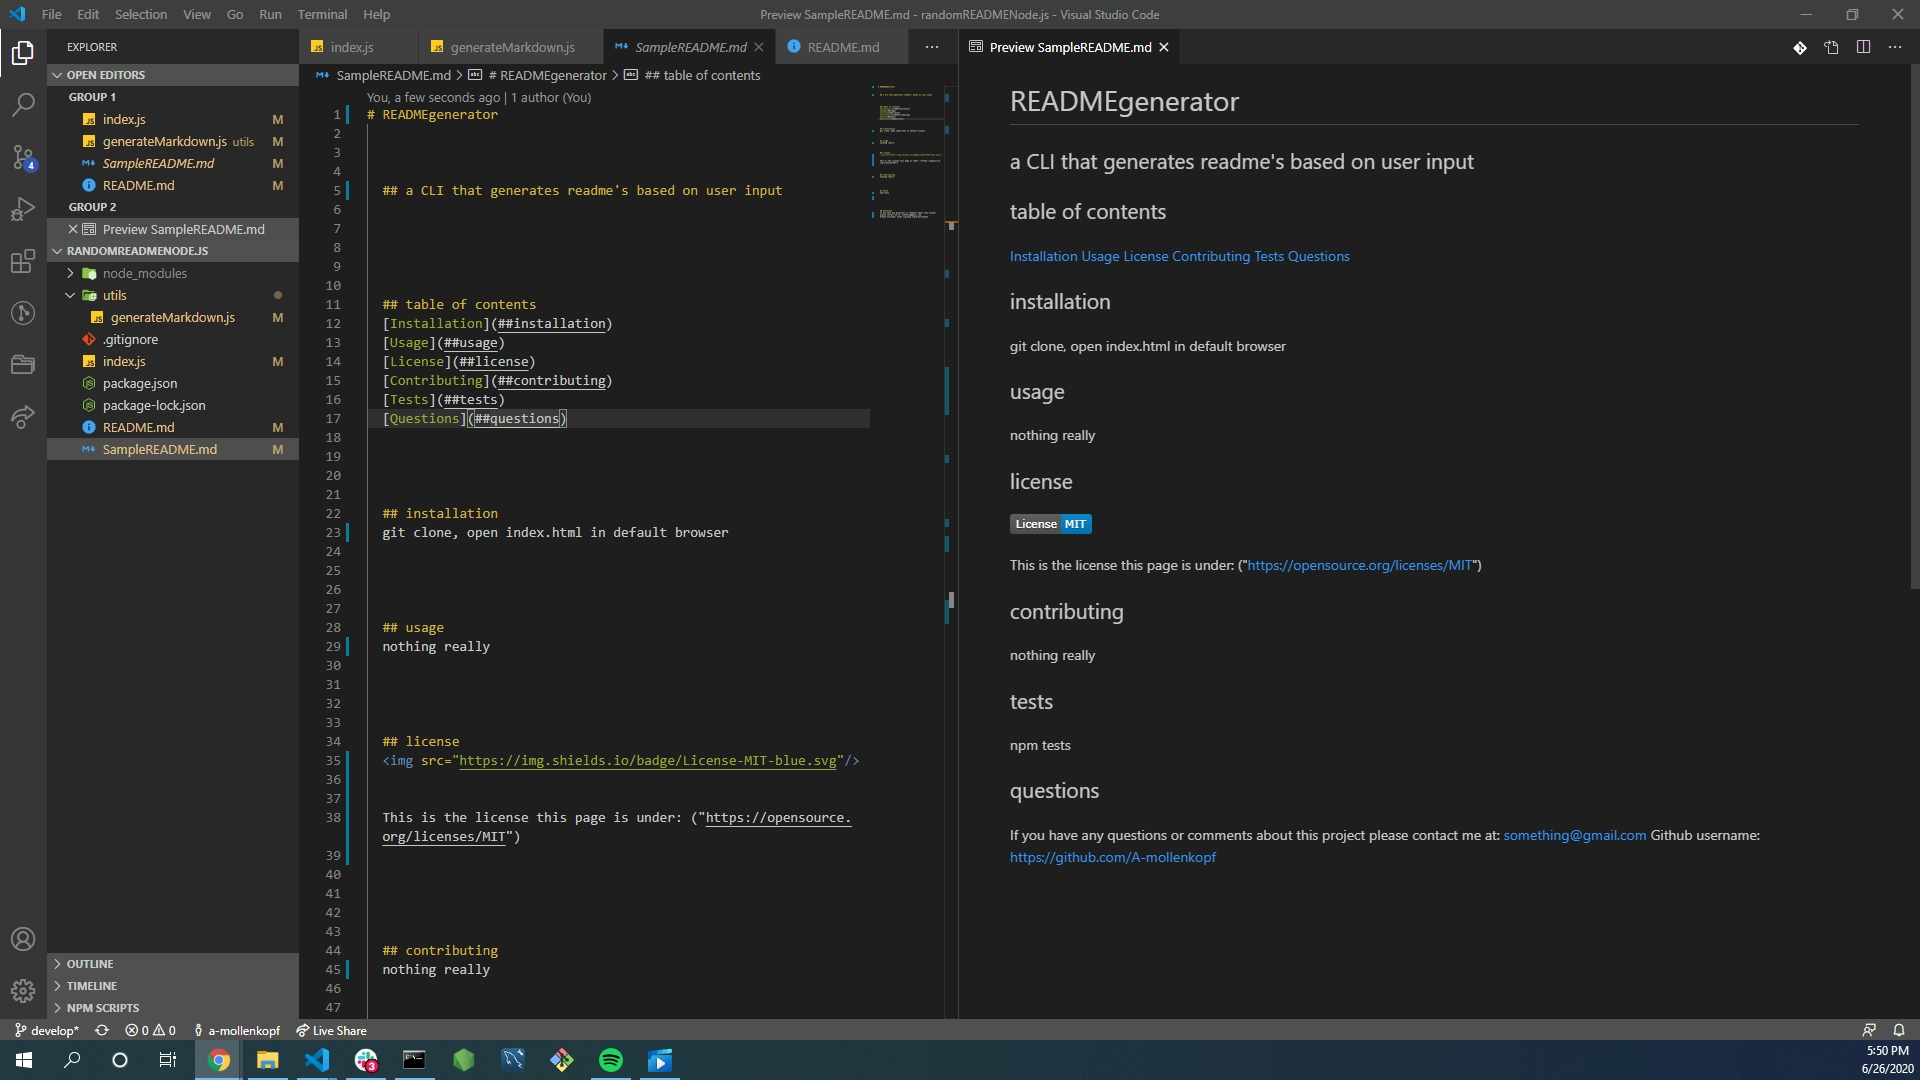 File Edit Selection View Go Run Terminal Help
Preview SampleREADME.md - randomREADMENode.js - Visual Studio Code
EXPLORER
OPEN EDITORS
GROUP 1
index.js M
generateMarkdown.js utils M
SampleREADME.md M
README.md M
GROUP 2
Preview SampleREADME.md
RANDOMREADMENODE.JS
node_modules
utils
generateMarkdown.js M
.gitignore
index.js M
package.json
package-lock.json
README.md M
SampleREADME.md M
OUTLINE
TIMELINE
NPM SCRIPTS
index.js generateMarkdown.js SampleREADME.md README.md
SampleREADME.md > # READMEgenerator > ## table of contents
You, a few seconds ago | 1 author (You)
1 # READMEgenerator
2
3
4
5 ## a CLI that generates readme's based on user input
6
7
8
9
10
11 ## table of contents
12 [Installation](##installation)
13 [Usage](##usage)
14 [License](##license)
15 [Contributing](##contributing)
16 [Tests](##tests)
17 [Questions](##questions)
18
19
20
21
22 ## installation
23 git clone, open index.html in default browser
24
25
26
27
28 ## usage
29 nothing really
30
31
32
33
34 ## license
35 <img src="https://img.shields.io/badge/License-MIT-blue.svg"/>
36
37
38 This is the license this page is under: ("https://opensource.
org/licenses/MIT")
39
40
41
42
43
44 ## contributing
45 nothing really
46
47
Preview SampleREADME.md
READMEgenerator
a CLI that generates readme's based on user input
table of contents
Installation Usage License Contributing Tests Questions
installation
git clone, open index.html in default browser
usage
nothing really
license
License MIT
This is the license this page is under: ("https://opensource.org/licenses/MIT")
contributing
nothing really
tests
npm tests
questions
If you have any questions or comments about this project please contact me at: something@gmail.com Github username:
https://github.com/A-mollenkopf
4
develop* 0 0 a-mollenkopf Live Share
3
5:50 PM
6/26/2020